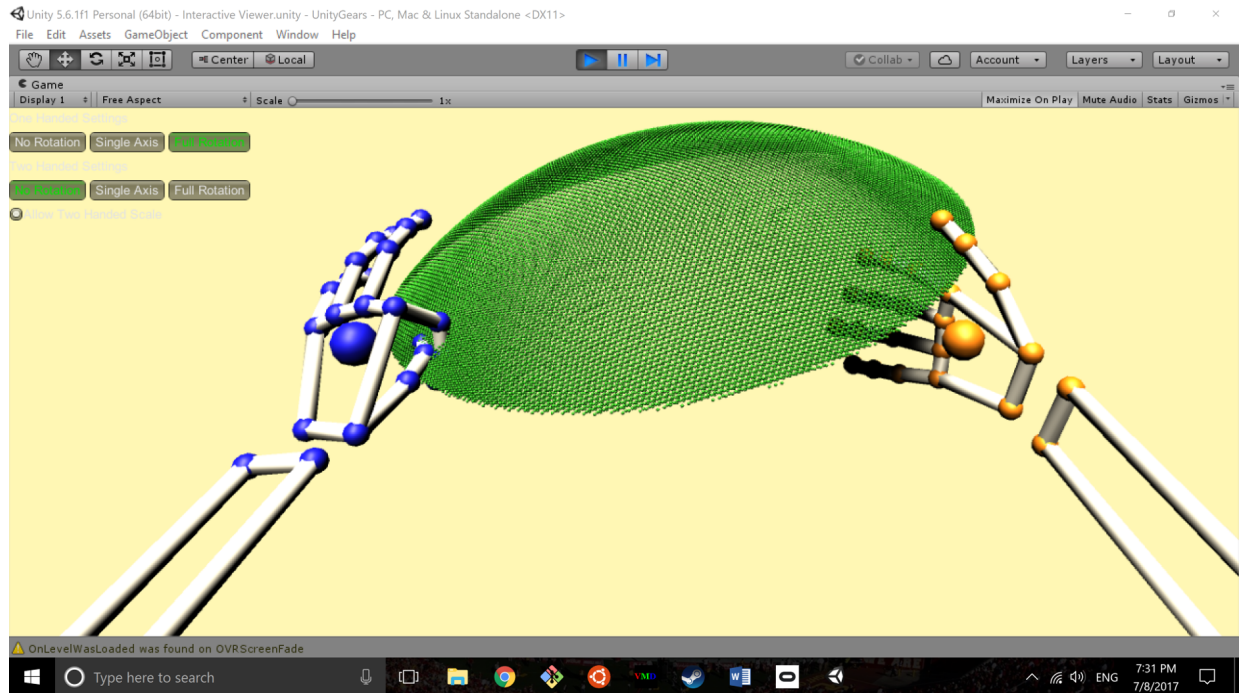 Unity 5.6.1f1 Personal (64bit) - Interactive Viewer.unity - UnityGears - PC, Mac & Linux Standalone <DX11>
File Edit Assets GameObject Component Window Help
Center Local Collab Account Layers Layout
Game
Display 1 Free Aspect Scale 1x Maximize On Play Mute Audio Stats Gizmos
One Handed Settings
No Rotation Single Axis Full Rotation
Two Handed Settings
No Rotation Single Axis Full Rotation
Allow Two Handed Scale
OnLevelWasLoaded was found on OVRScreenFade
Type here to search VMD W ENG 7:31 PM
7/8/2017